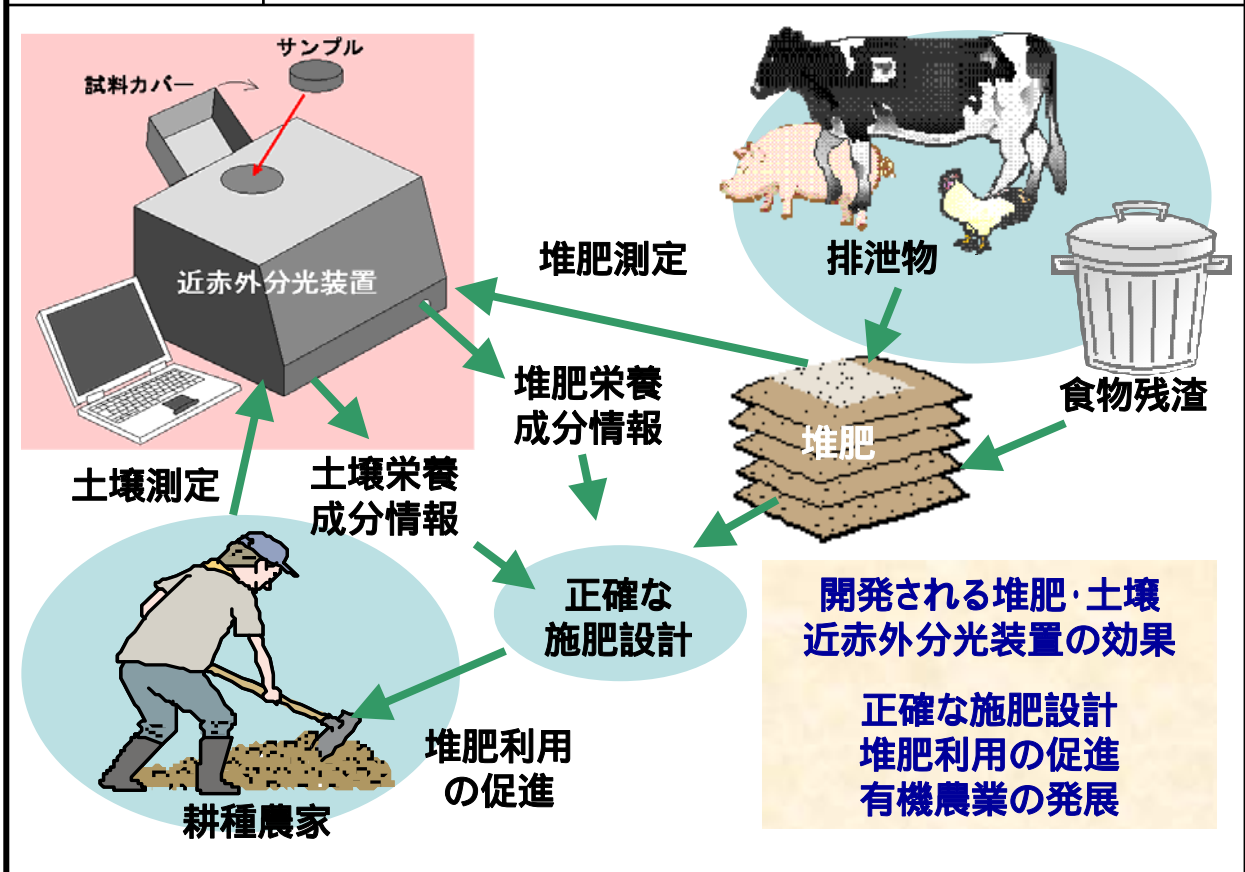 サンプル
試料カバー
近赤外分光装置
堆肥測定
排泄物
堆肥栄養
成分情報
食物残渣
堆肥
土壌測定
土壌栄養
成分情報
正確な
施肥設計
開発される堆肥・土壌
近赤外分光装置の効果
正確な施肥設計
堆肥利用の促進
有機農業の発展
堆肥利用
の促進
耕種農家